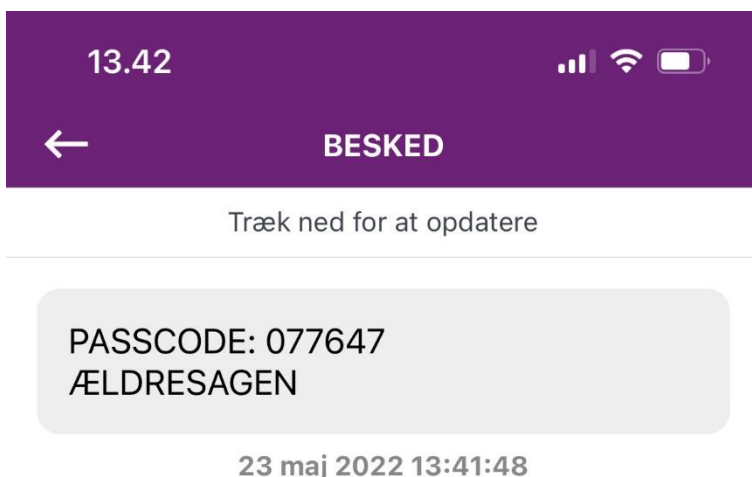 13.42
BESKED
Træk ned for at opdatere
PASSCODE: 077647
ÆLDRESAGEN
23 maj 2022 13:41:48